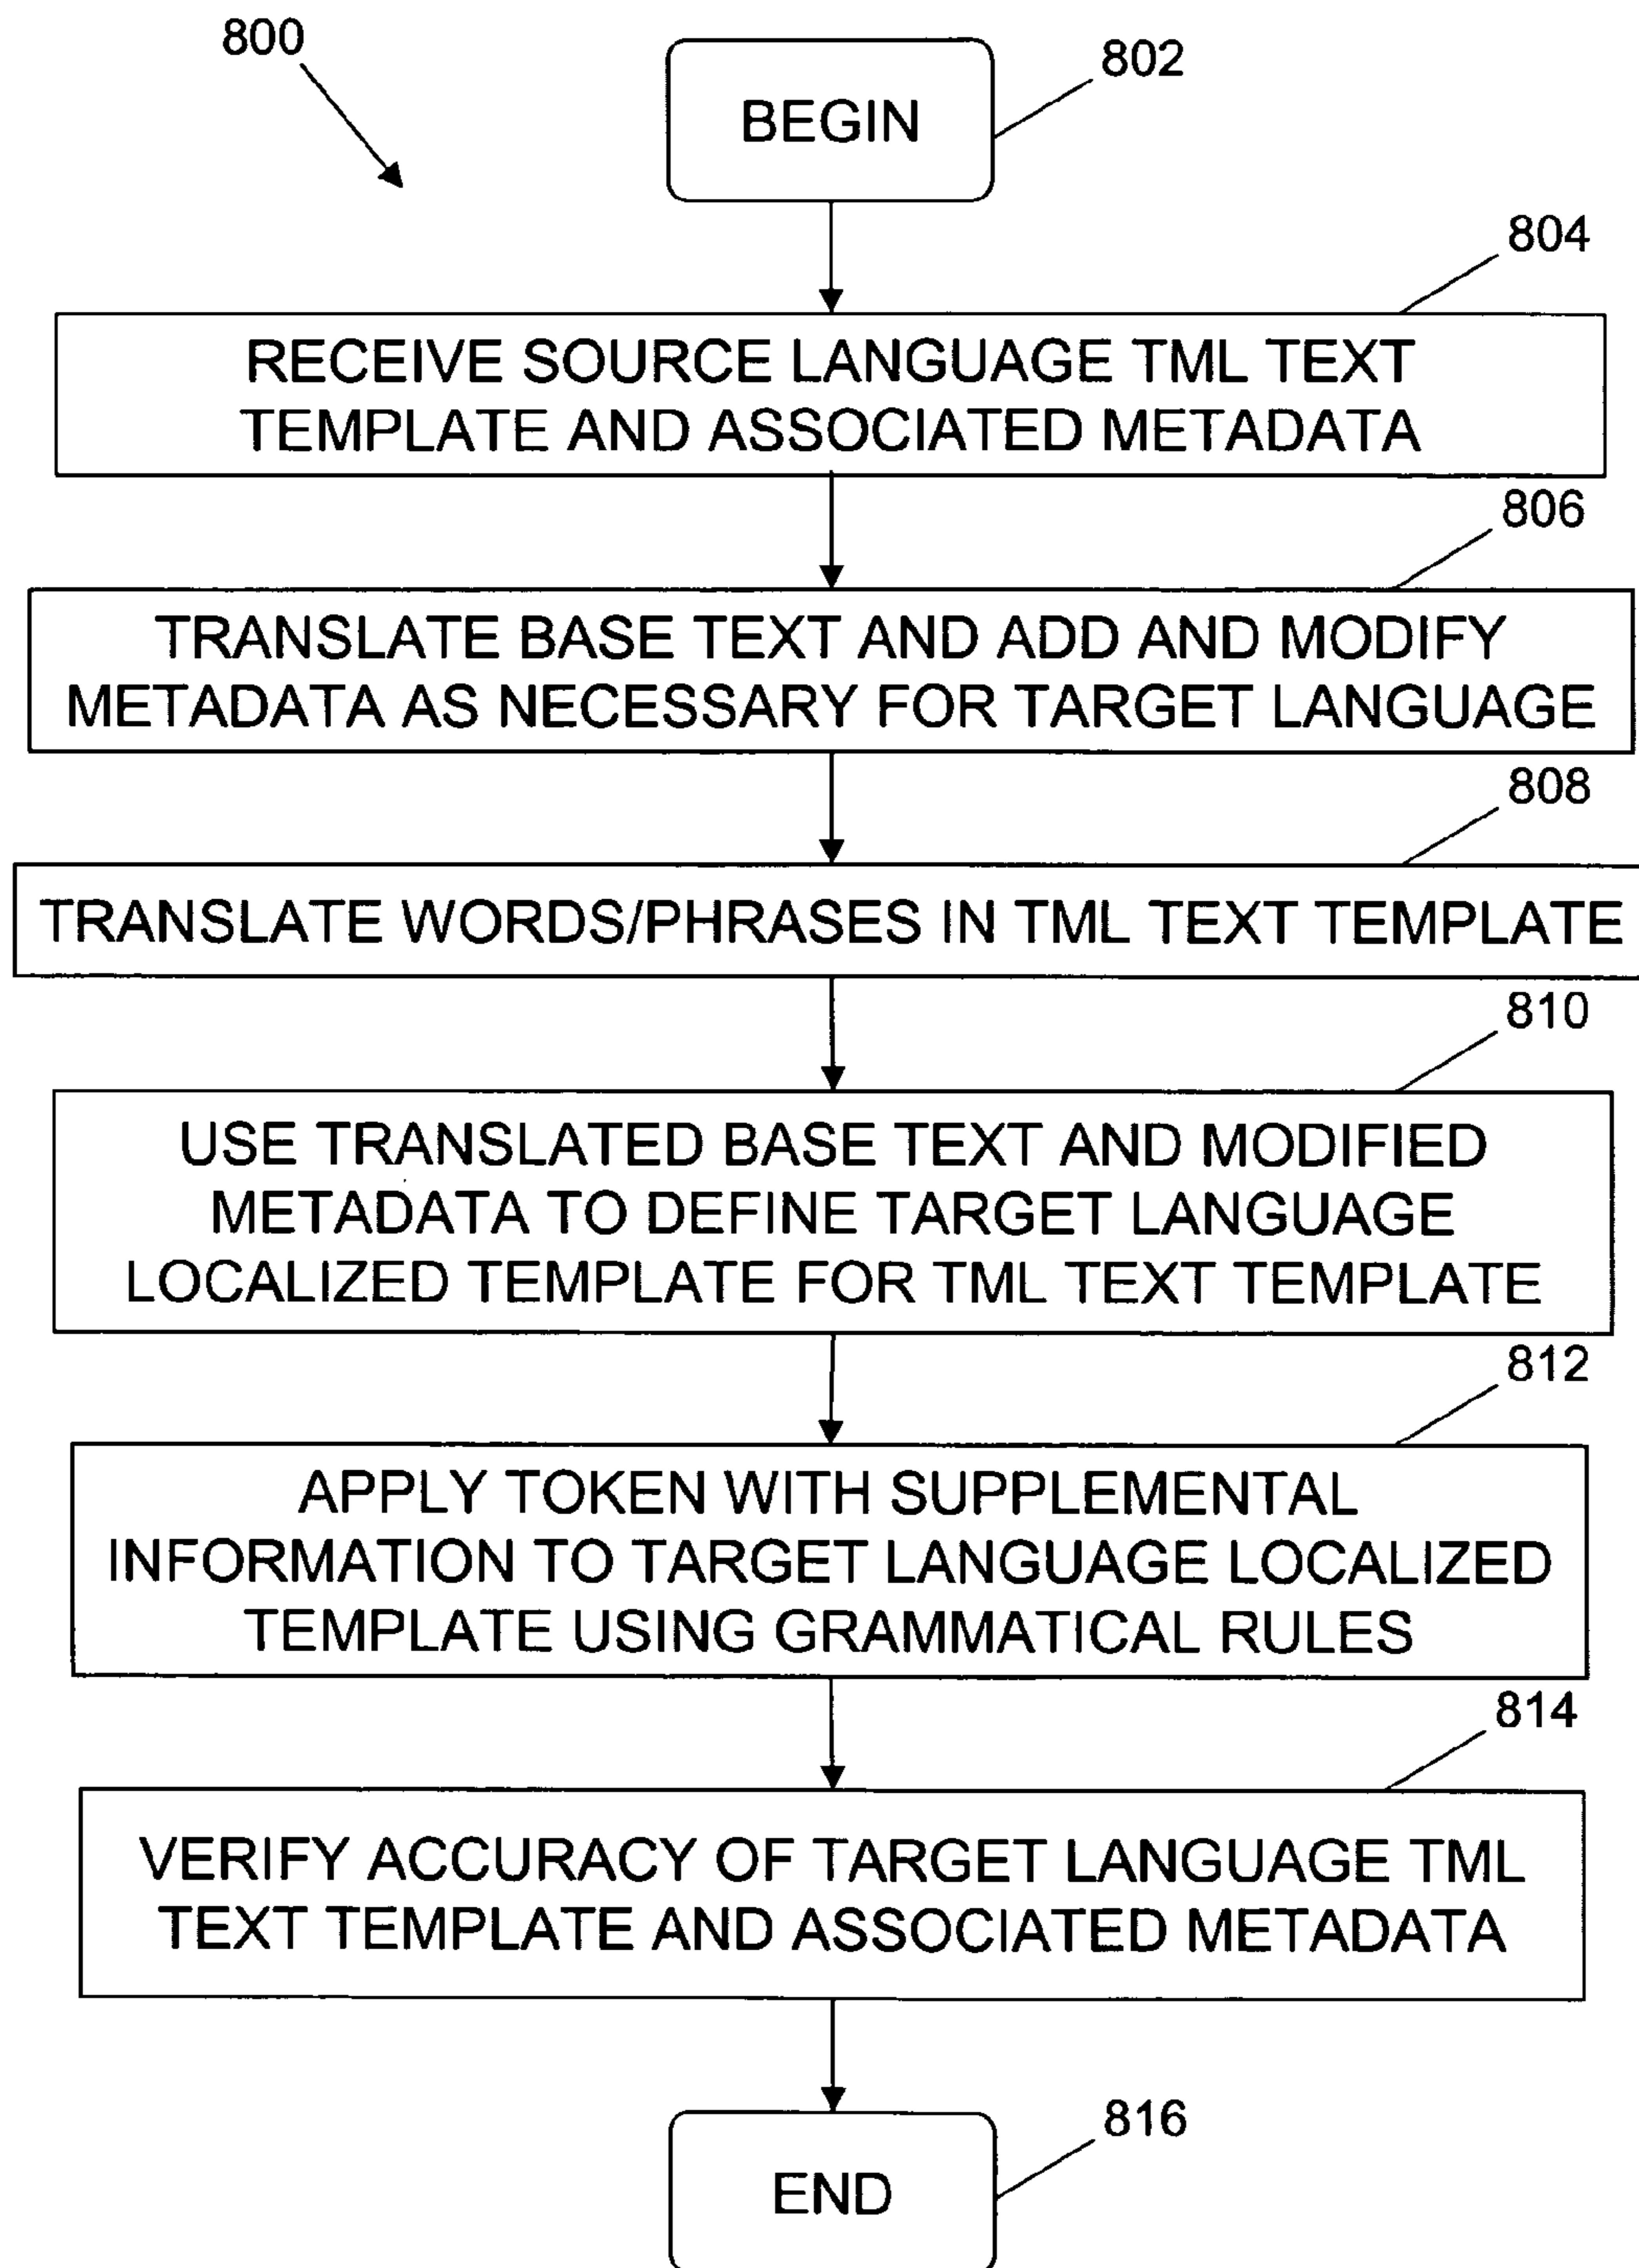 800
802
BEGIN
804
RECEIVE SOURCE LANGUAGE TML TEXT
TEMPLATE AND ASSOCIATED METADATA
806
TRANSLATE BASE TEXT AND ADD AND MODIFY
METADATA AS NECESSARY FOR TARGET LANGUAGE
808
TRANSLATE WORDS/PHRASES IN TML TEXT TEMPLATE
810
USE TRANSLATED BASE TEXT AND MODIFIED
METADATA TO DEFINE TARGET LANGUAGE
LOCALIZED TEMPLATE FOR TML TEXT TEMPLATE
812
APPLY TOKEN WITH SUPPLEMENTAL
INFORMATION TO TARGET LANGUAGE LOCALIZED
TEMPLATE USING GRAMMATICAL RULES
814
VERIFY ACCURACY OF TARGET LANGUAGE TML
TEXT TEMPLATE AND ASSOCIATED METADATA
816
END